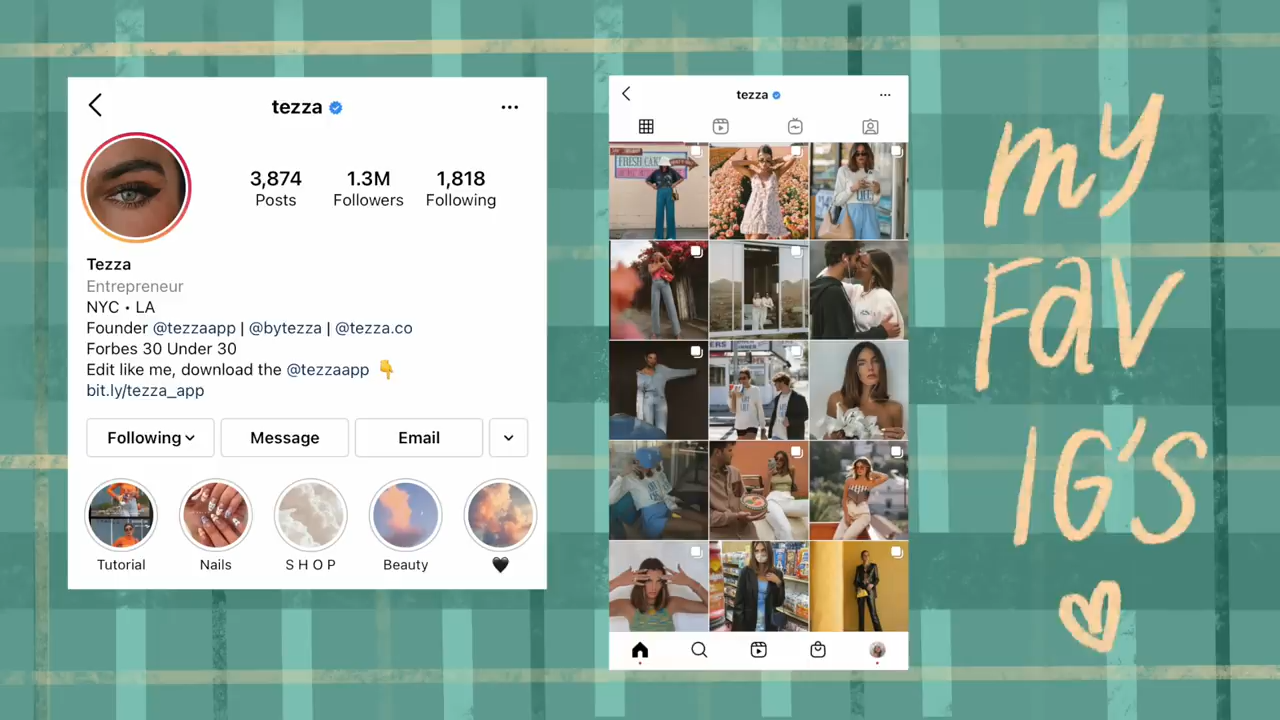 tezza
3,874
Posts
1.3M
Followers
1,818
Following
Tezza
Entrepreneur
NYC • LA
Founder @tezzaapp | @bytezza | @tezza.co
Forbes 30 Under 30
Edit like me, download the @tezzaapp 👇
bit.ly/tezza_app
Following
Message
Email
Tutorial
Nails
S H O P
Beauty
🖤
tezza
FRESH CAK
my
Fav
IG'S